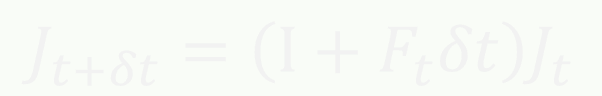 J_{t+δt} = (I + F_t δt)J_t